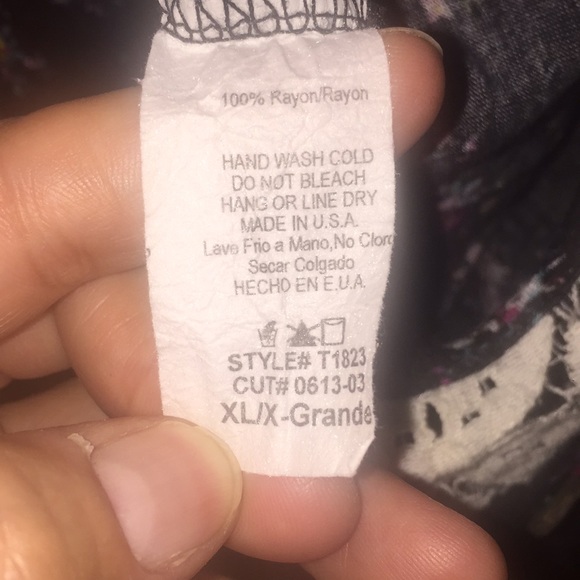 100% Rayon/Rayon
HAND WASH COLD
DO NOT BLEACH
HANG OR LINE DRY
MADE IN U.S.A.
Lave Frio a Mano,No Cloro
Secar Colgado
HECHO EN E.U.A.
STYLE# T1823
CUT# 0613-03
XL/X-Grande